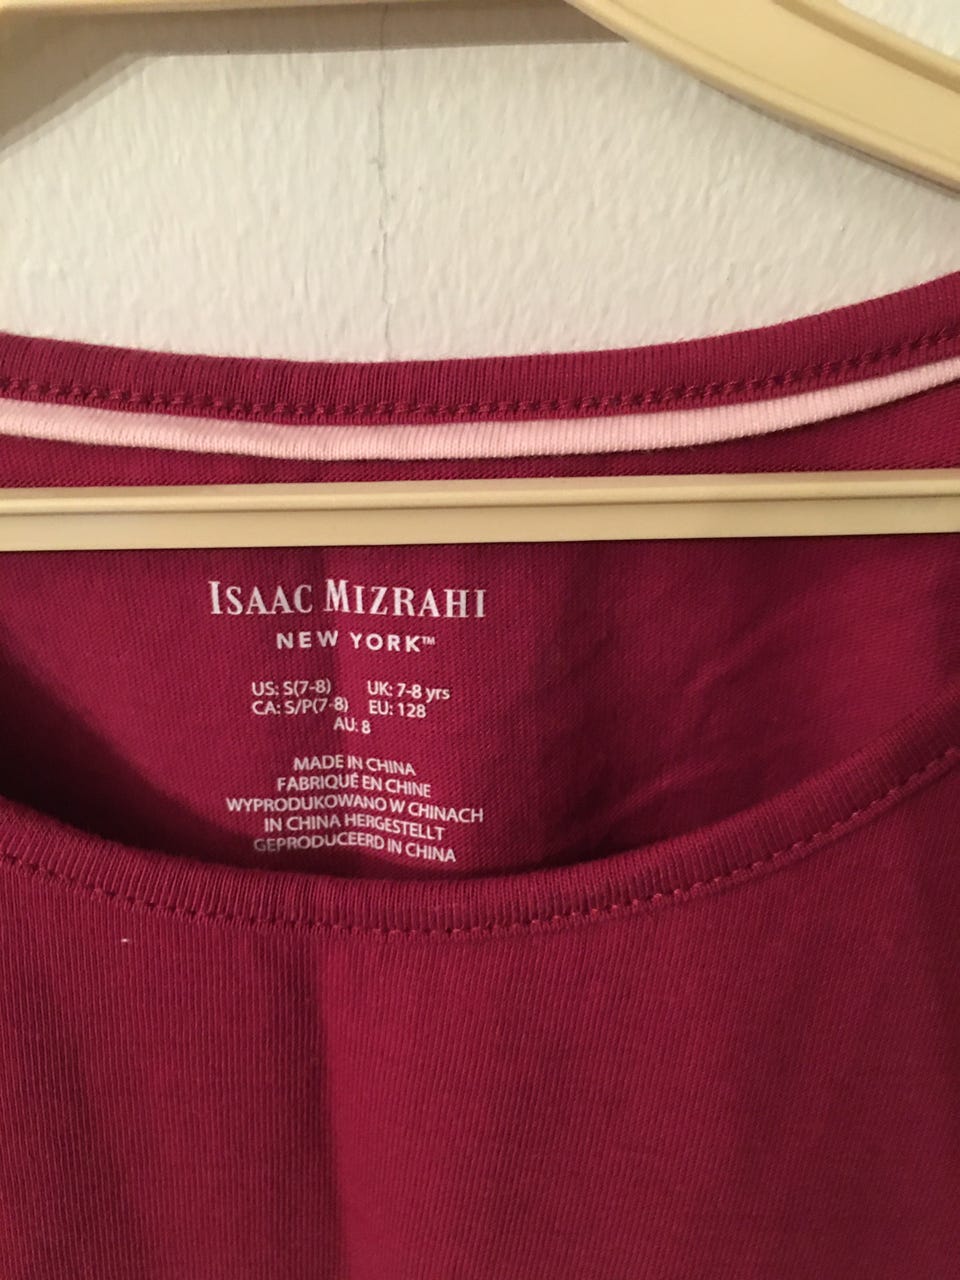 ISAAC MIZRAHI
NEW YORK™
US: S(7-8) UK: 7-8 yrs
CA: S/P(7-8) EU: 128
AU: 8
MADE IN CHINA
FABRIQUÉ EN CHINE
WYPRODUKOWANO W CHINACH
IN CHINA HERGESTELLT
GEPRODUCEERD IN CHINA